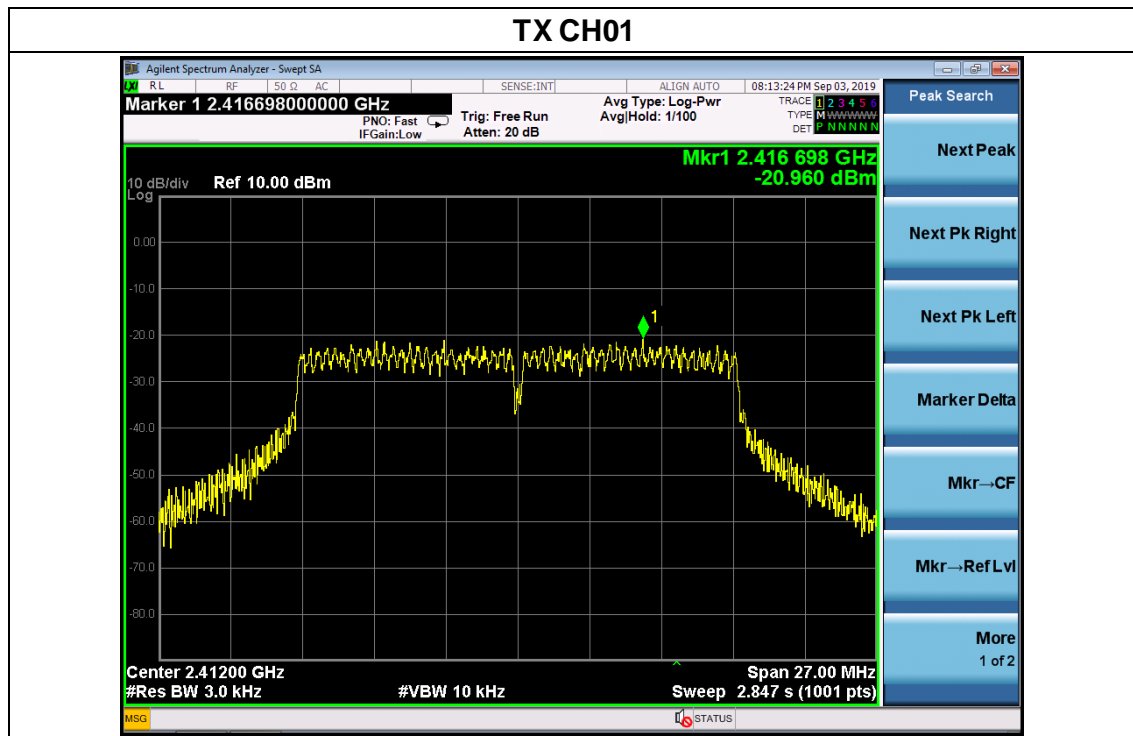 TX CH01
Agilent Spectrum Analyzer - Swept SA
LXI RL RF 50 Ω AC SENSE:INT ALIGN AUTO 08:13:24 PM Sep 03, 2019
Marker 1 2.416698000000 GHz
PNO: Fast
IFGain:Low
Trig: Free Run
Atten: 20 dB
Avg Type: Log-Pwr
Avg|Hold: 1/100
TRACE 1 2 3 4 5 6
TYPE M WWWWW
DET P N N N N N
Mkr1 2.416 698 GHz
-20.960 dBm
10 dB/div Ref 10.00 dBm
Log
0.00
-10.0
1
-20.0
-30.0
-40.0
-50.0
-60.0
-70.0
-80.0
Center 2.41200 GHz Span 27.00 MHz
#Res BW 3.0 kHz #VBW 10 kHz Sweep 2.847 s (1001 pts)
MSG STATUS
Peak Search
Next Peak
Next Pk Right
Next Pk Left
Marker Delta
Mkr→CF
Mkr→Ref Lvl
More
1 of 2